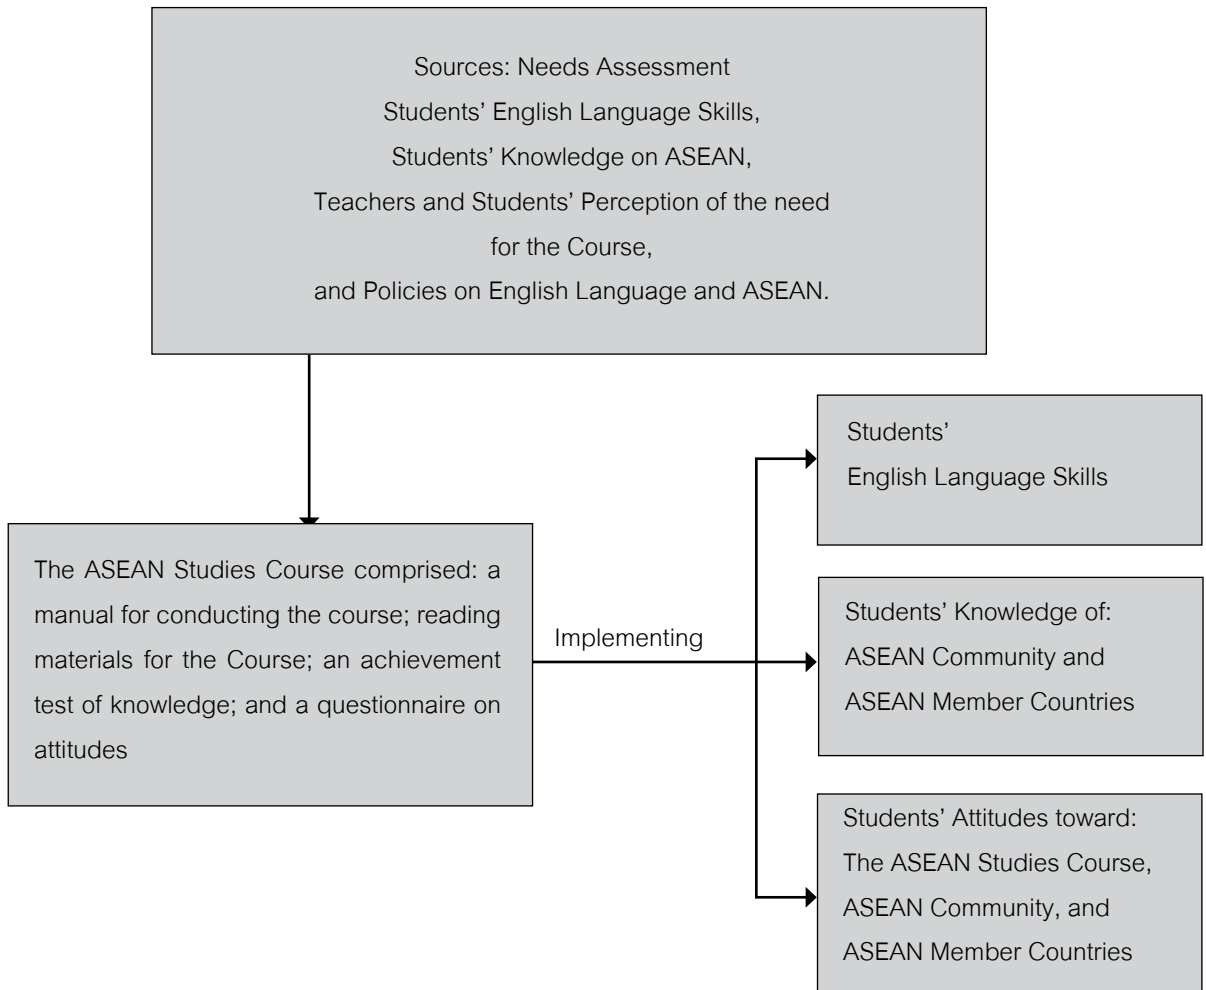 Sources: Needs Assessment
Students’ English Language Skills,
Students’ Knowledge on ASEAN,
Teachers and Students’ Perception of the need
for the Course,
and Policies on English Language and ASEAN.
The ASEAN Studies Course comprised: a
manual for conducting the course; reading
materials for the Course; an achievement
test of knowledge; and a questionnaire on
attitudes
Implementing
Students’
English Language Skills
Students’ Knowledge of:
ASEAN Community and
ASEAN Member Countries
Students’ Attitudes toward:
The ASEAN Studies Course,
ASEAN Community, and
ASEAN Member Countries